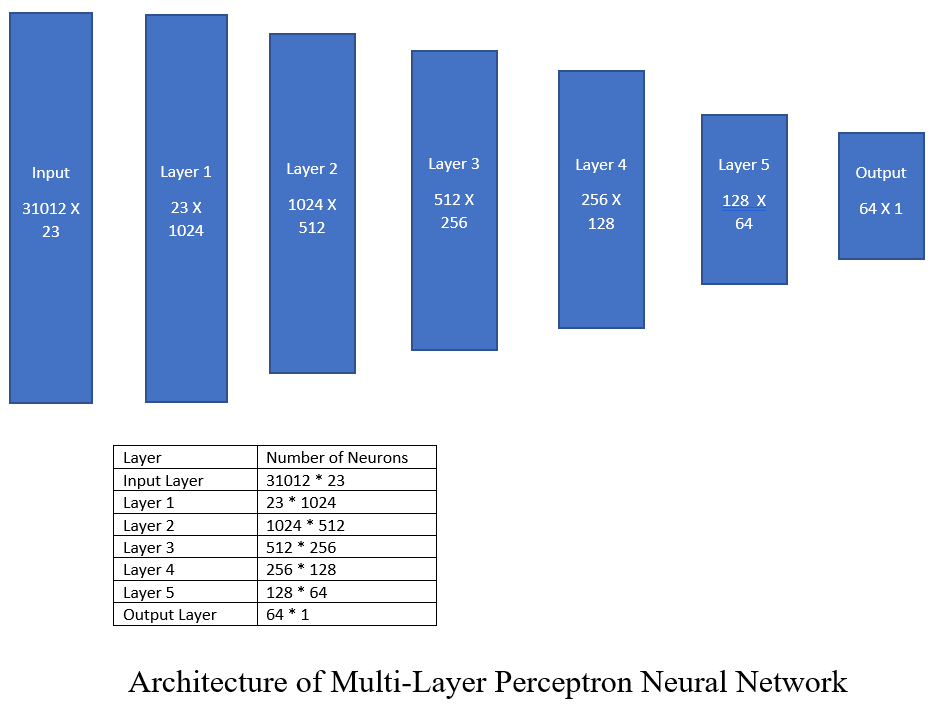 Input
31012 X
23
Layer 1
23 X
1024
Layer 2
1024 X
512
Layer 3
512 X
256
Layer 4
256 X
128
Layer 5
128  X
64
Output
64 X 1
Layer Number of Neurons
Input Layer 31012 * 23
Layer 1 23 * 1024
Layer 2 1024 * 512
Layer 3 512 * 256
Layer 4 256 * 128
Layer 5 128 * 64
Output Layer 64 * 1
Architecture of Multi-Layer Perceptron Neural Network